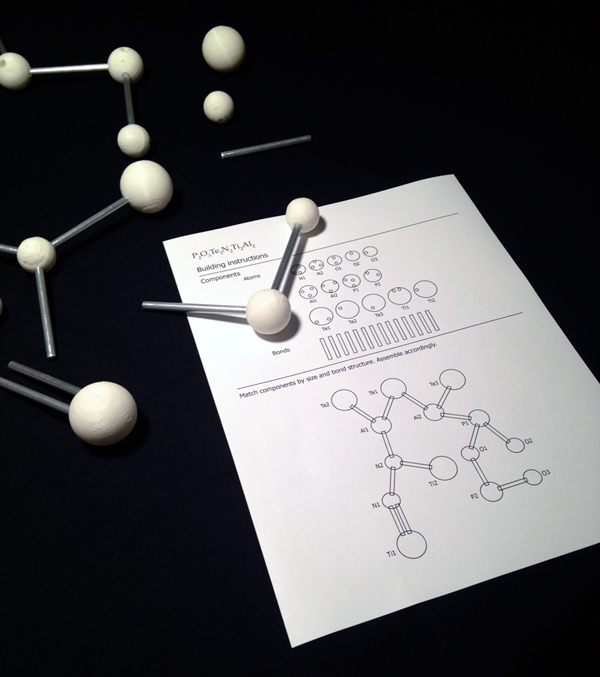 P₂O₃Te₃N₂Ti₂Al₂
Building instructions
Components Atoms
N1 N2 O1 O2 O3
Al1 Al2 P1 P2
Te1 Te2 Te3 Ti1 Ti2
Bonds
Match components by size and bond structure. Assemble accordingly.
Te2 Te1 Te3
Al1 Al2 P1
O2
N2 O1
Ti2
P2 O3
N1
Ti1